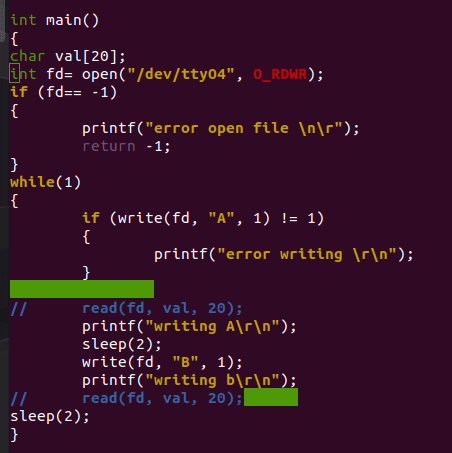 int main()
{
char val[20];
int fd= open("/dev/ttyO4", O_RDWR);
if (fd== -1)
{
        printf("error open file \n\r");
        return -1;
}
while(1)
{
        if (write(fd, "A", 1) != 1)
        {
                printf("error writing \r\n");
        }
//      read(fd, val, 20);
        printf("writing A\r\n");
        sleep(2);
        write(fd, "B", 1);
        printf("writing b\r\n");
//      read(fd, val, 20);
sleep(2);
}